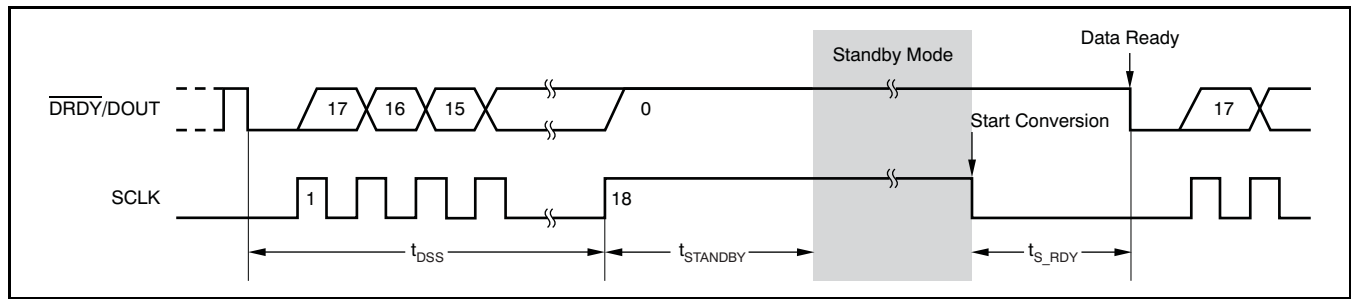 Data Ready
Standby Mode
DRDY/DOUT
17 16 15 0 17
Start Conversion
SCLK
1 18
tDSS tSTANDBY tS_RDY